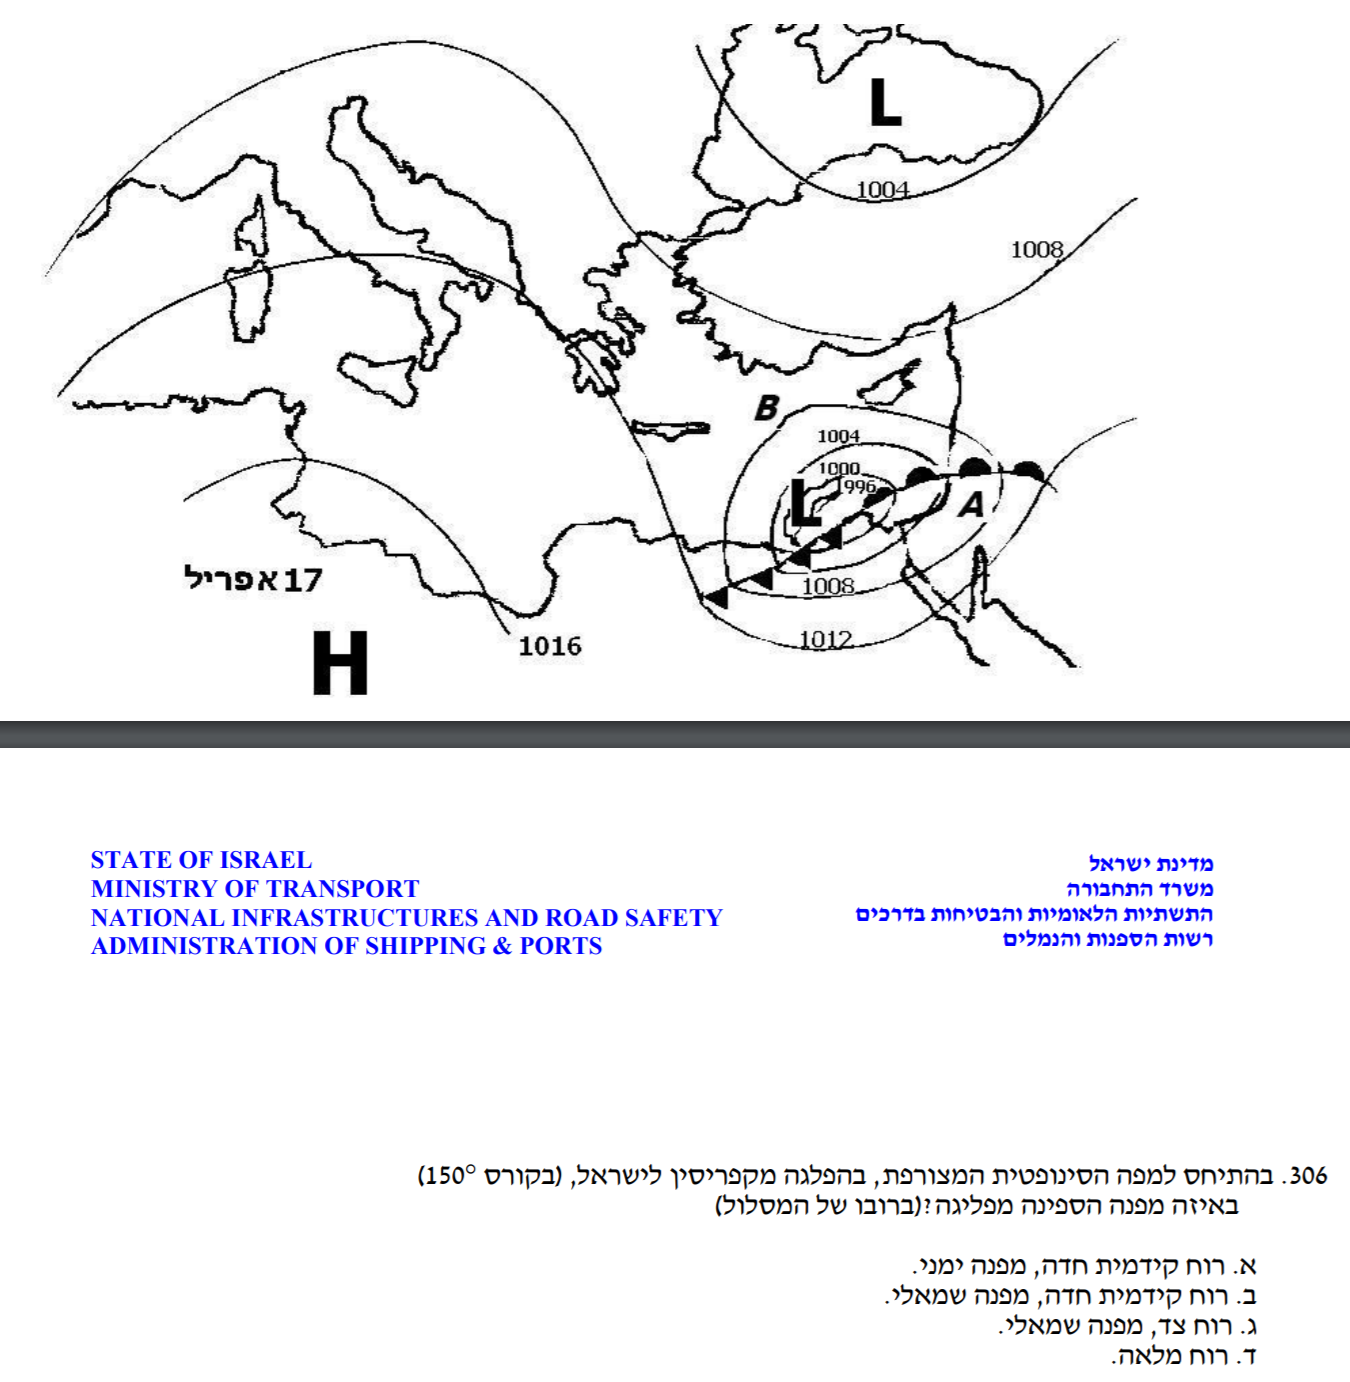 L
1004
1008
B
1004
1000
996
L
A
17 אפריל
1008
H
1016
1012
STATE OF ISRAEL
MINISTRY OF TRANSPORT
NATIONAL INFRASTRUCTURES AND ROAD SAFETY
ADMINISTRATION OF SHIPPING & PORTS
מדינת ישראל
משרד התחבורה
התשתיות הלאומיות והבטיחות בדרכים
רשות הספנות והנמלים
306. בהתיחס למפה הסינופטית המצורפת, בהפלגה מקפריסין לישראל, (בקורס 150°)
באיזה מפנה הספינה מפליגה?(ברובו של המסלול)
א. רוח קידמית חדה, מפנה ימני.
ב. רוח קידמית חדה, מפנה שמאלי.
ג. רוח צד, מפנה שמאלי.
ד. רוח מלאה.